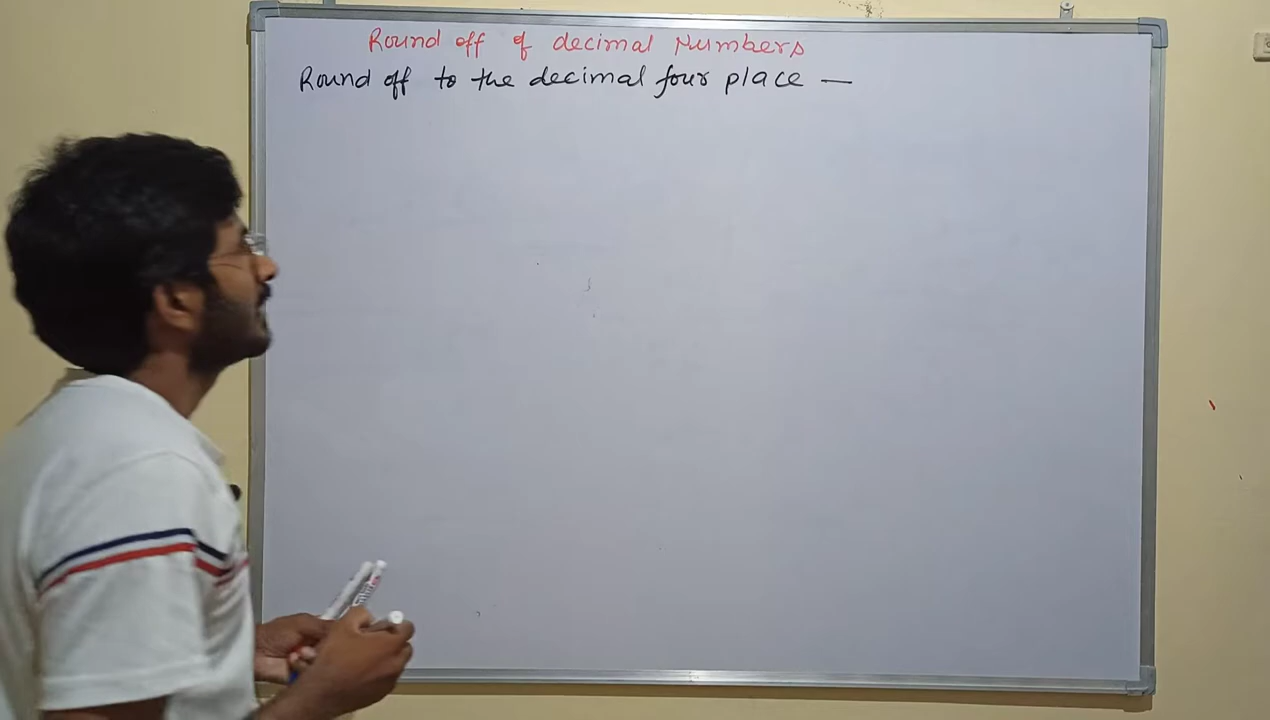 Round off of decimal Numbers
Round off to the decimal four place —